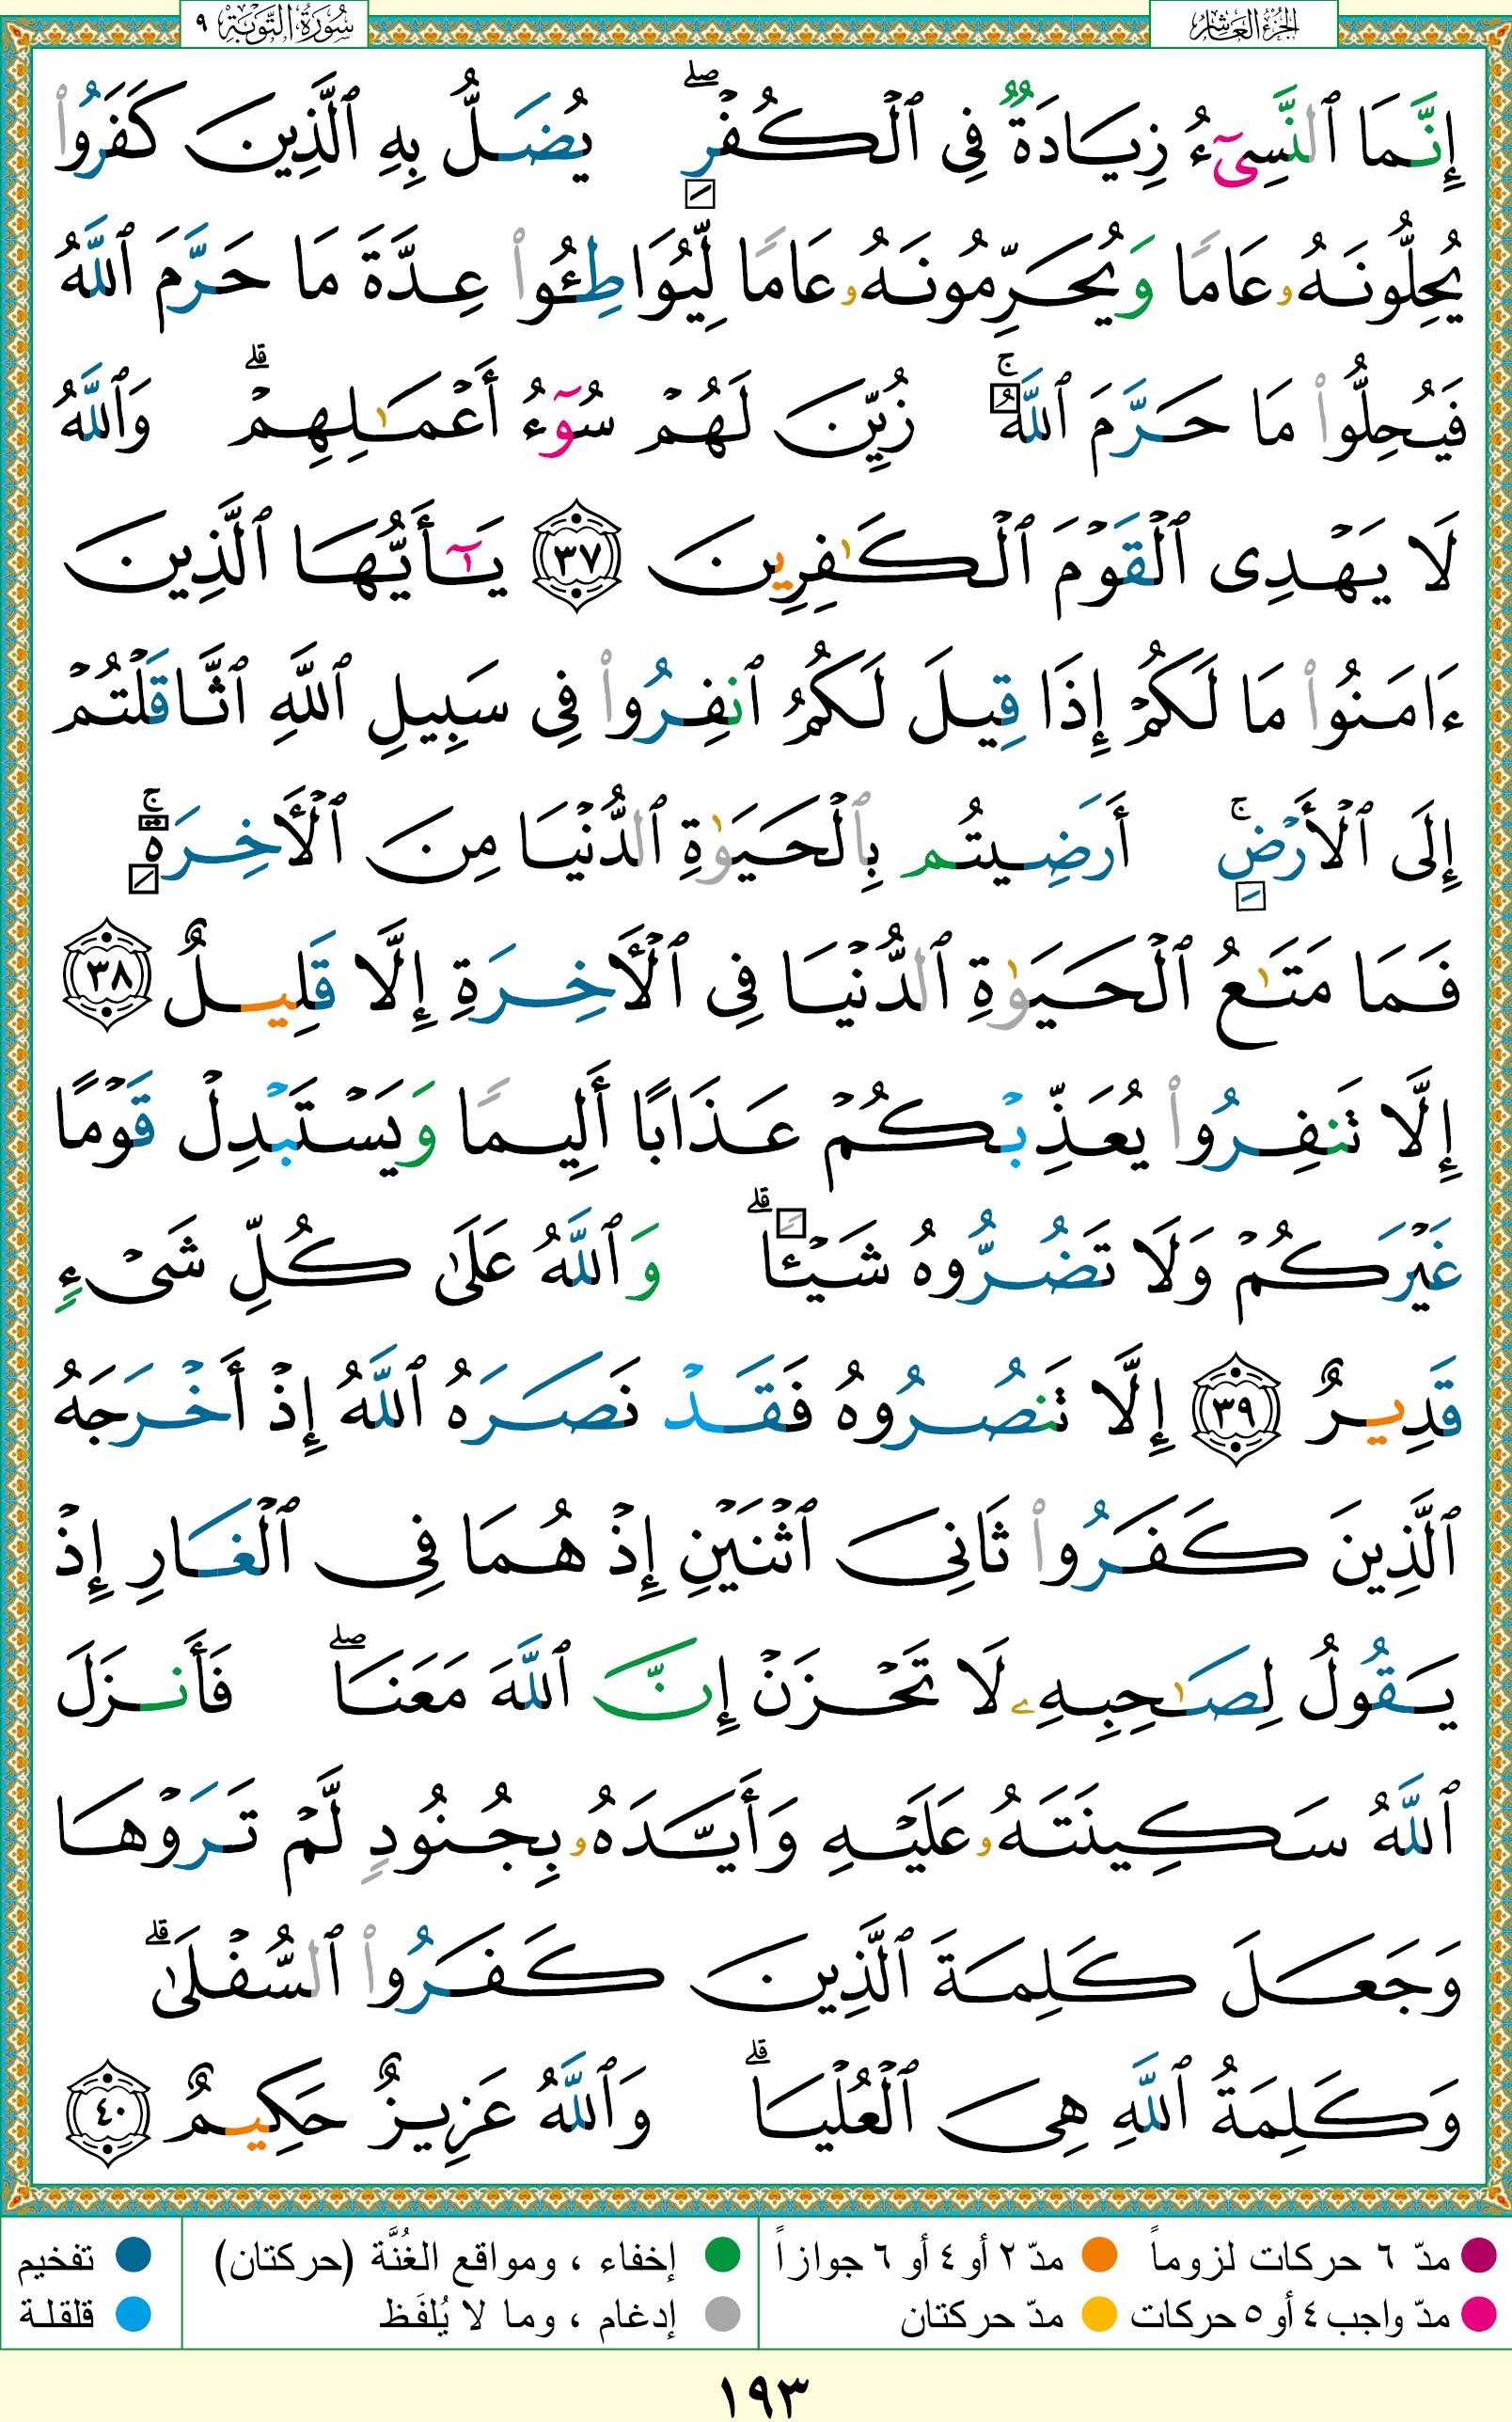 الجزء العاشر
سورة التوبة ٩
إِنَّمَا ٱلنَّسِىٓءُ زِيَادَةٌ فِى ٱلْكُفْرِ ۖ يُضَلُّ بِهِ ٱلَّذِينَ كَفَرُوا۟
يُحِلُّونَهُۥ عَامًا وَيُحَرِّمُونَهُۥ عَامًا لِّيُوَاطِـُٔوا۟ عِدَّةَ مَا حَرَّمَ ٱللَّهُ
فَيُحِلُّوا۟ مَا حَرَّمَ ٱللَّهُ ۚ زُيِّنَ لَهُمْ سُوٓءُ أَعْمَـٰلِهِمْ ۗ وَٱللَّهُ
لَا يَهْدِى ٱلْقَوْمَ ٱلْكَـٰفِرِينَ ٣٧ يَـٰٓأَيُّهَا ٱلَّذِينَ
ءَامَنُوا۟ مَا لَكُمْ إِذَا قِيلَ لَكُمُ ٱنفِرُوا۟ فِى سَبِيلِ ٱللَّهِ ٱثَّاقَلْتُمْ
إِلَى ٱلْأَرْضِ ۚ أَرَضِيتُم بِٱلْحَيَوٰةِ ٱلدُّنْيَا مِنَ ٱلْـَٔاخِرَةِ ۚ
فَمَا مَتَـٰعُ ٱلْحَيَوٰةِ ٱلدُّنْيَا فِى ٱلْـَٔاخِرَةِ إِلَّا قَلِيلٌ ٣٨
إِلَّا تَنفِرُوا۟ يُعَذِّبْكُمْ عَذَابًا أَلِيمًا وَيَسْتَبْدِلْ قَوْمًا
غَيْرَكُمْ وَلَا تَضُرُّوهُ شَيْـًٔا ۗ وَٱللَّهُ عَلَىٰ كُلِّ شَىْءٍ
قَدِيرٌ ٣٩ إِلَّا تَنصُرُوهُ فَقَدْ نَصَرَهُ ٱللَّهُ إِذْ أَخْرَجَهُ
ٱلَّذِينَ كَفَرُوا۟ ثَانِىَ ٱثْنَيْنِ إِذْ هُمَا فِى ٱلْغَارِ إِذْ
يَقُولُ لِصَـٰحِبِهِۦ لَا تَحْزَنْ إِنَّ ٱللَّهَ مَعَنَا ۖ فَأَنزَلَ
ٱللَّهُ سَكِينَتَهُۥ عَلَيْهِ وَأَيَّدَهُۥ بِجُنُودٍ لَّمْ تَرَوْهَا
وَجَعَلَ كَلِمَةَ ٱلَّذِينَ كَفَرُوا۟ ٱلسُّفْلَىٰ ۗ
وَكَلِمَةُ ٱللَّهِ هِىَ ٱلْعُلْيَا ۗ وَٱللَّهُ عَزِيزٌ حَكِيمٌ ٤٠
مدّ ٦ حركات لزوماً مدّ ٢ أو ٤ أو ٦ جوازاً إخفاء ، ومواقع الغُنَّة (حركتان) تفخيم
مدّ واجب ٤ أو ٥ حركات مدّ حركتان إدغام ، وما لا يُلفَظ قلقلة
١٩٣